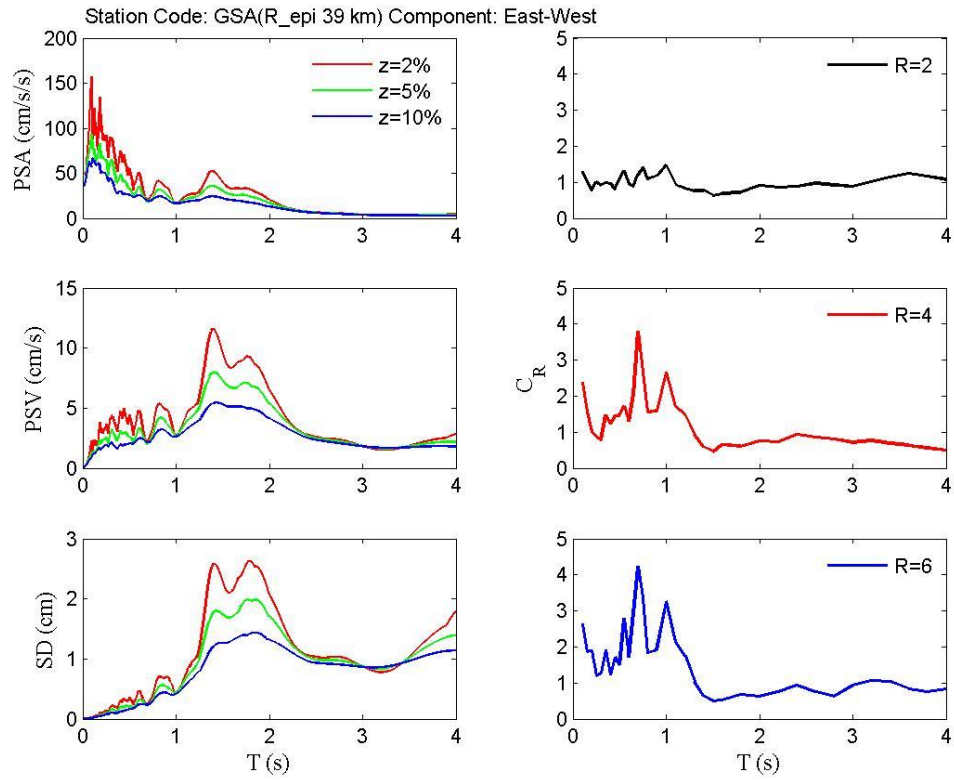 Station Code: GSA(R_epi 39 km) Component: East-West
PSA (cm/s/s)
200
150
100
50
0
z=2%
z=5%
z=10%
0 1 2 3 4
5
4
3
2
1
0
R=2
0 1 2 3 4
PSV (cm/s)
15
10
5
0
0 1 2 3 4
C_R
5
4
3
2
1
0
R=4
0 1 2 3 4
SD (cm)
3
2
1
0
0 1 2 3 4
T (s)
5
4
3
2
1
0
R=6
0 1 2 3 4
T (s)